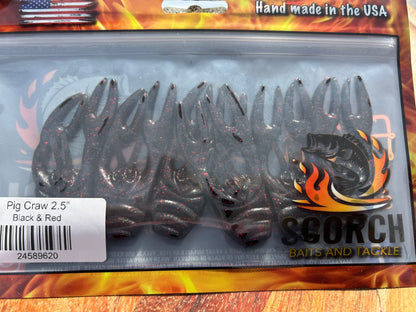 Hand made in the USA
Pig Craw 2.5"
Black & Red
24589620
SCORCH
BAITS AND TACKLE